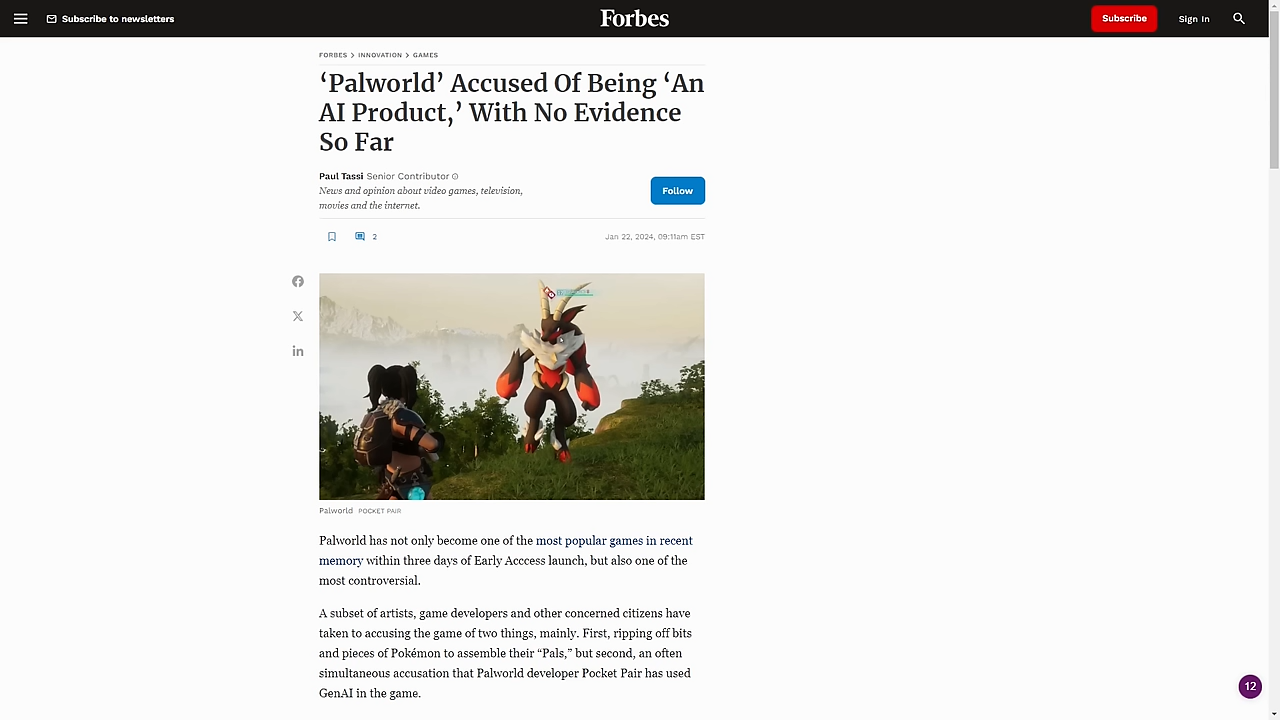 Subscribe to newsletters
Forbes
Subscribe
Sign In
FORBES > INNOVATION > GAMES
‘Palworld’ Accused Of Being ‘An
AI Product,’ With No Evidence
So Far
Paul Tassi Senior Contributor
News and opinion about video games, television,
movies and the internet.
Follow
2
Jan 22, 2024, 09:11am EST
Palworld POCKET PAIR
Palworld has not only become one of the most popular games in recent
memory within three days of Early Acccess launch, but also one of the
most controversial.
A subset of artists, game developers and other concerned citizens have
taken to accusing the game of two things, mainly. First, ripping off bits
and pieces of Pokémon to assemble their “Pals,” but second, an often
simultaneous accusation that Palworld developer Pocket Pair has used
GenAI in the game.
12